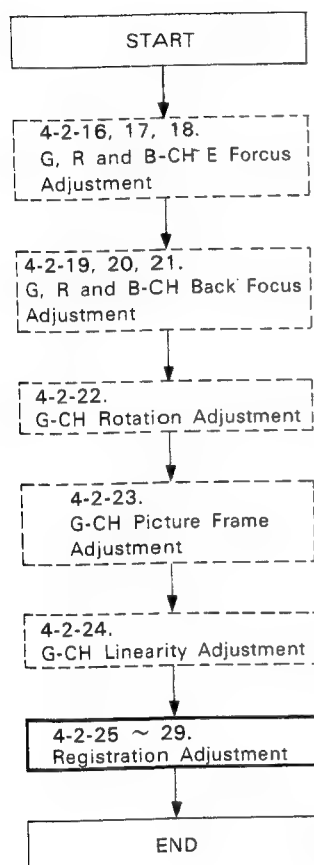 START
4-2-16, 17, 18.
G, R and B-CH E Forcus
Adjustment
4-2-19, 20, 21.
G, R and B-CH Back Focus
Adjustment
4-2-22.
G-CH Rotation Adjustment
4-2-23.
G-CH Picture Frame
Adjustment
4-2-24.
G-CH Linearity Adjustment
4-2-25 ~ 29.
Registration Adjustment
END